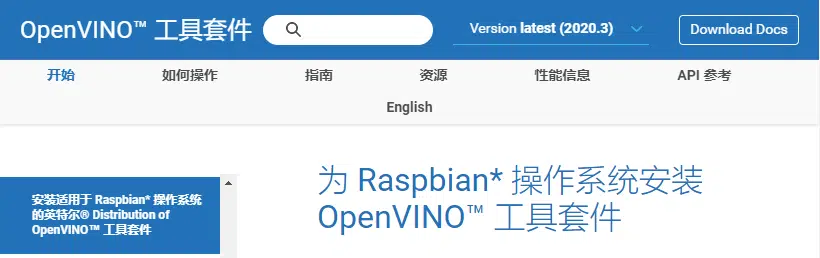 OpenVINO™ 工具套件
Version latest (2020.3)
Download Docs
开始 如何操作 指南 资源 性能信息 API 参考
English
安装适用于 Raspbian* 操作系统
的英特尔® Distribution of
OpenVINO™ 工具套件
为 Raspbian* 操作系统安装
OpenVINO™ 工具套件